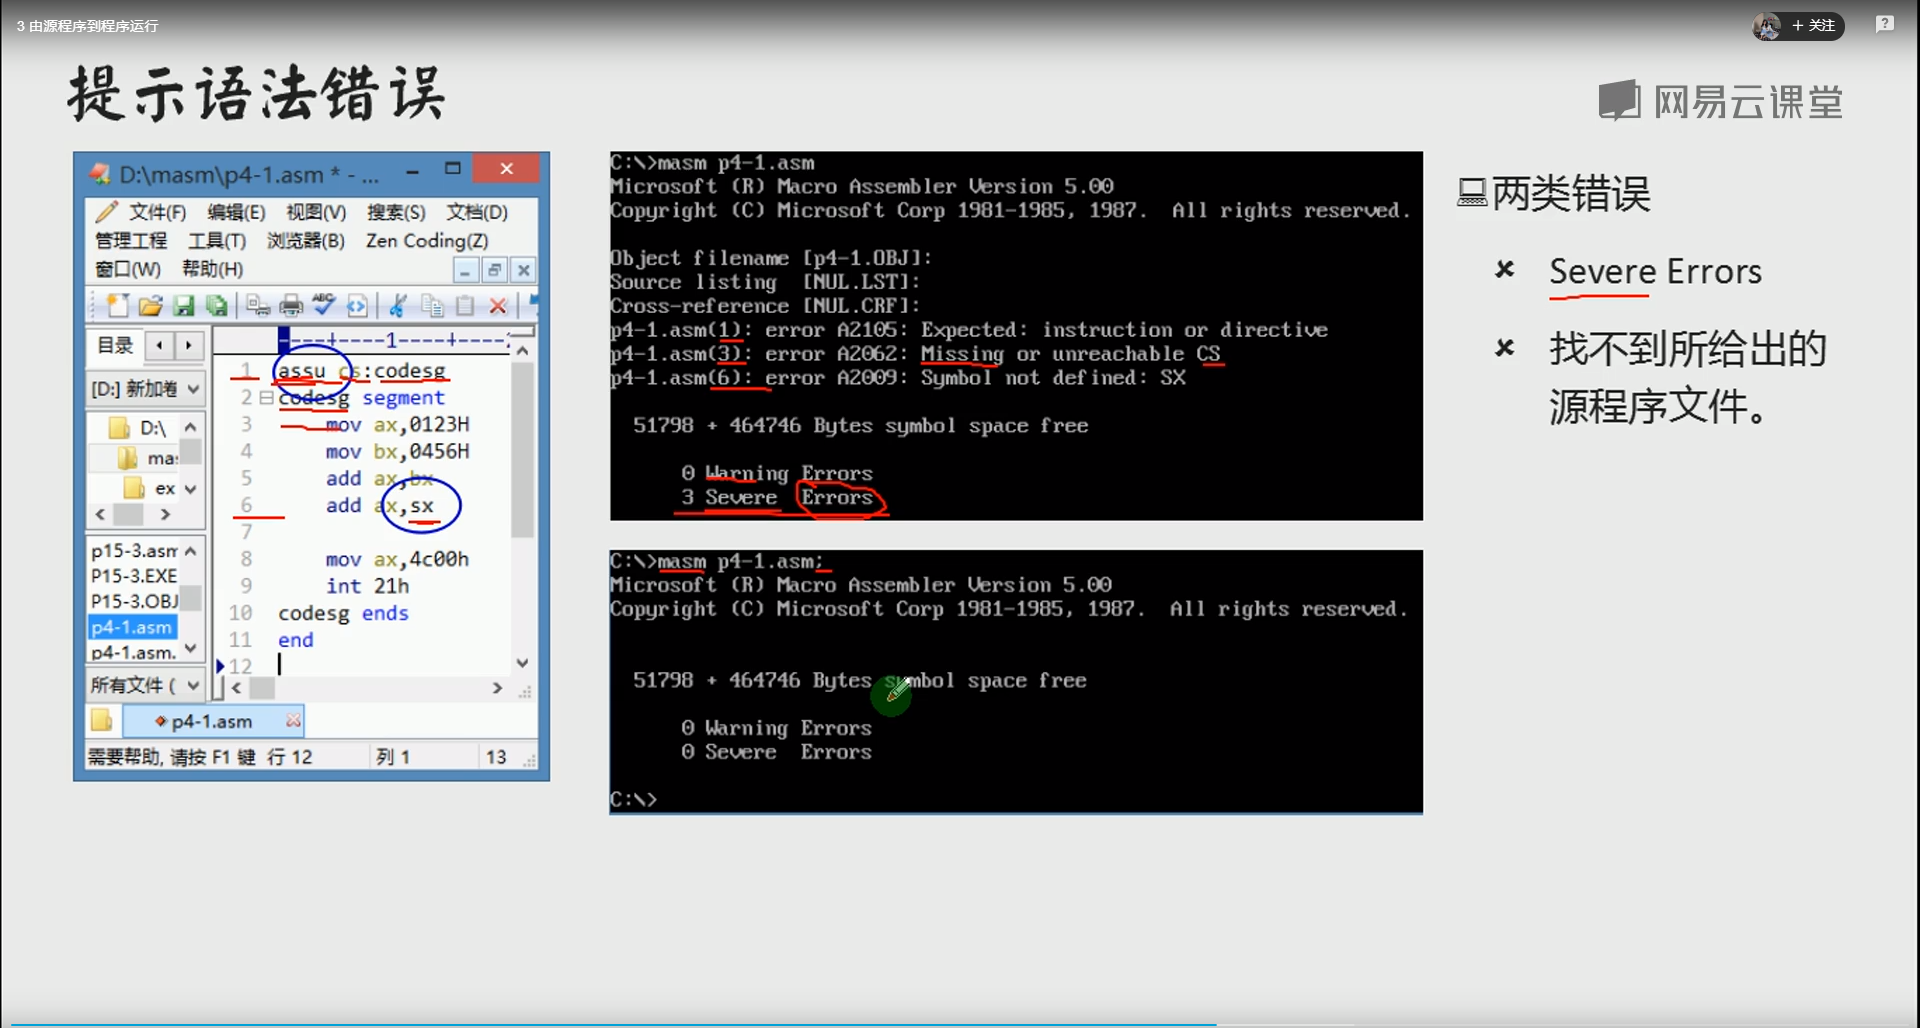 3 由源程序到程序运行
+ 关注
?
提示语法错误
网易云课堂
D:\masm\p4-1.asm * - ...
文件(F) 编辑(E) 视图(V) 搜索(S) 文档(D)
管理工程 工具(T) 浏览器(B) Zen Coding(Z)
窗口(W) 帮助(H)
目录
[D:] 新加卷
D:\
ma
ex
p15-3.asm
P15-3.EXE
P15-3.OBJ
p4-1.asm
p4-1.asm.
所有文件 (
----+----1----+----
1 assu cs:codesg
2 codesg segment
3 mov ax,0123H
4 mov bx,0456H
5 add ax,bx
6 add ax,sx
7
8 mov ax,4c00h
9 int 21h
10 codesg ends
11 end
12
p4-1.asm
需要帮助, 请按 F1 键 行 12 列 1 13
C:\>masm p4-1.asm
Microsoft (R) Macro Assembler Version 5.00
Copyright (C) Microsoft Corp 1981-1985, 1987. All rights reserved.
Object filename [p4-1.OBJ]:
Source listing [NUL.LST]:
Cross-reference [NUL.CRF]:
p4-1.asm(1): error A2105: Expected: instruction or directive
p4-1.asm(3): error A2062: Missing or unreachable CS
p4-1.asm(6): error A2009: Symbol not defined: SX
51798 + 464746 Bytes symbol space free
0 Warning Errors
3 Severe Errors
C:\>masm p4-1.asm;
Microsoft (R) Macro Assembler Version 5.00
Copyright (C) Microsoft Corp 1981-1985, 1987. All rights reserved.
51798 + 464746 Bytes symbol space free
0 Warning Errors
0 Severe Errors
C:\>
两类错误
Severe Errors
找不到所给出的
源程序文件。